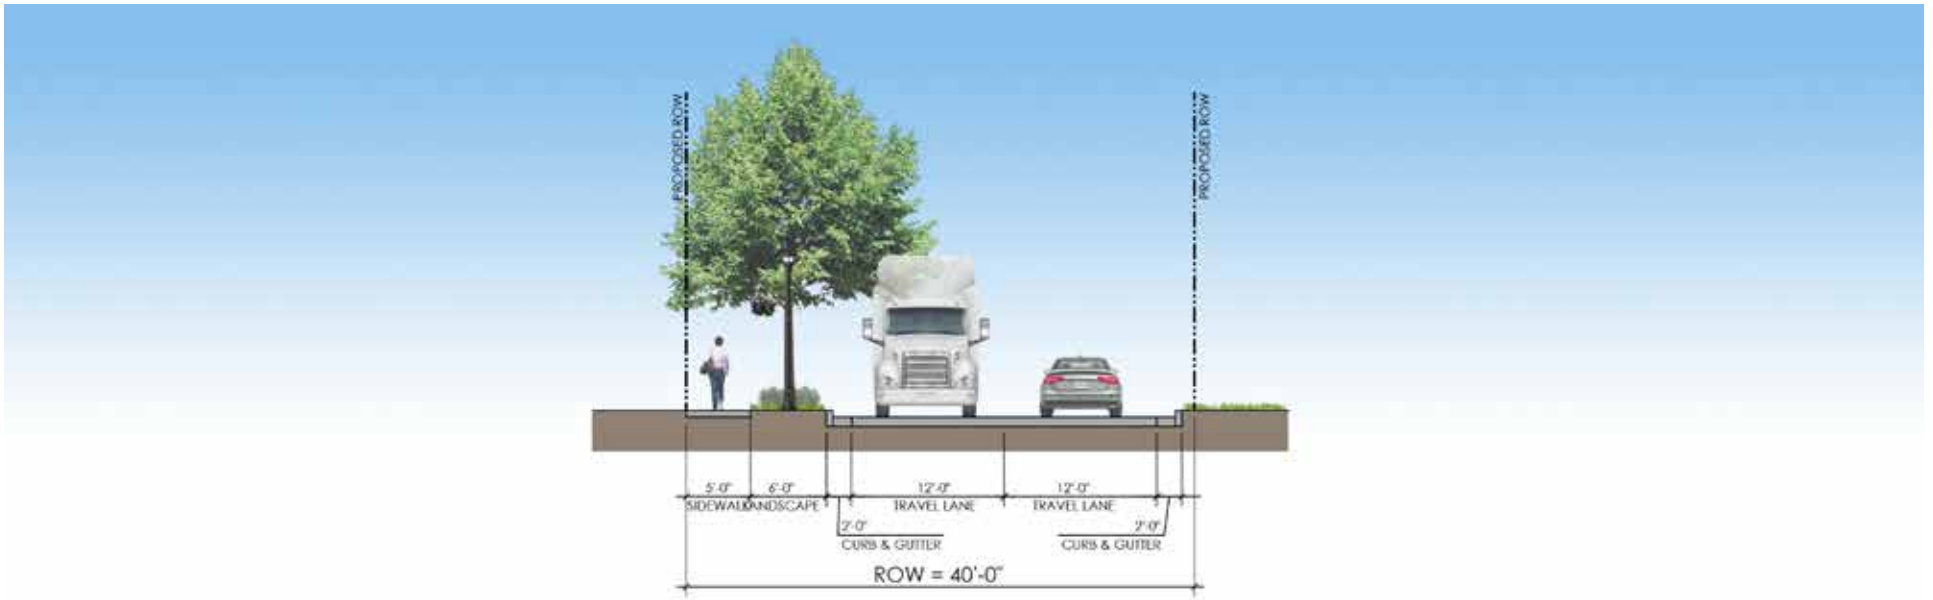 PROPOSED ROW
PROPOSED ROW
5'-0" 6'-0" 12'-0" 12'-0"
SIDEWALK LANDSCAPE TRAVEL LANE TRAVEL LANE
2'-0" 2'-0"
CURB & GUTTER CURB & GUTTER
ROW = 40'-0"